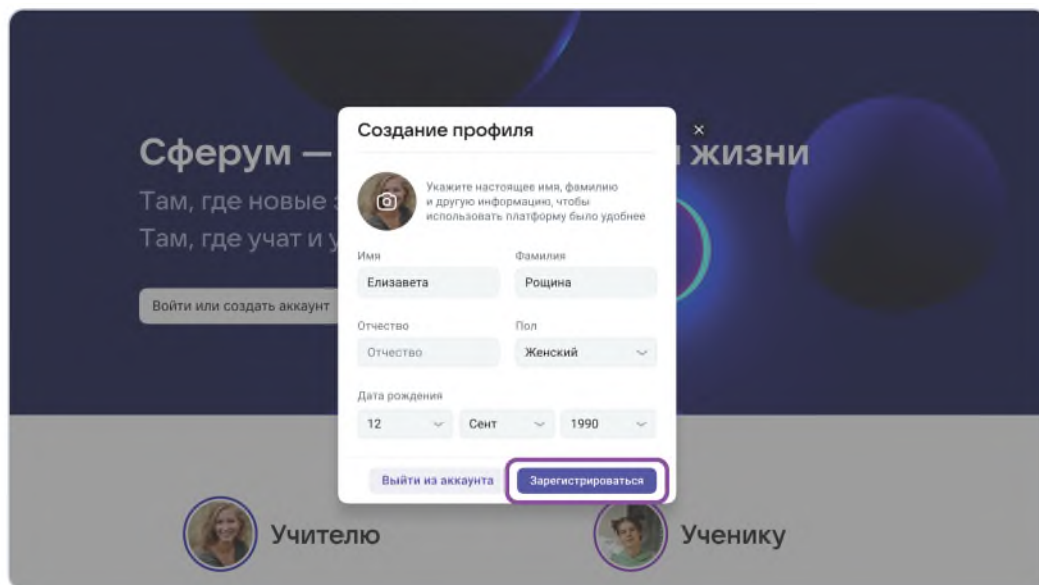 Создание профиля
Сферум —
жизни
Укажите настоящее имя, фамилию
и другую информацию, чтобы
использовать платформу было удобнее
Там, где новые
Там, где учат и у
Имя
Фамилия
Елизавета
Рощина
Войти или создать аккаунт
Отчество
Пол
Отчество
Женский
Дата рождения
12
Сент
1990
Выйти из аккаунта
Зарегистрироваться
Учителю
Ученику